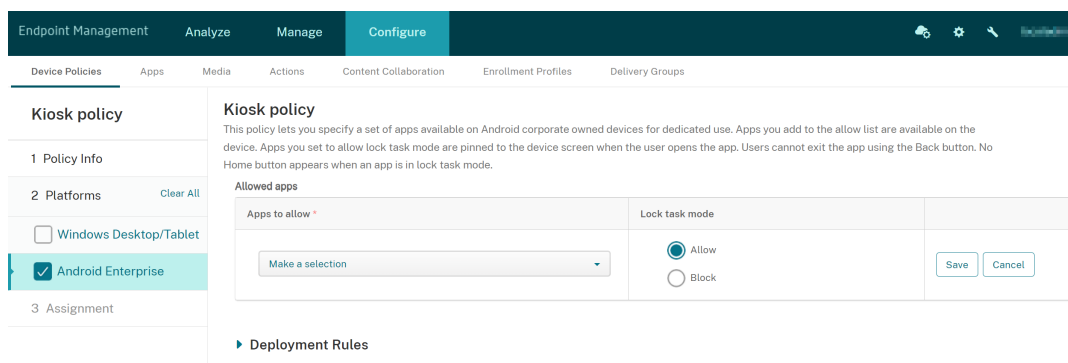 Endpoint Management Analyze Manage Configure
Device Policies Apps Media Actions Content Collaboration Enrollment Profiles Delivery Groups
Kiosk policy
1 Policy Info
2 Platforms Clear All
Windows Desktop/Tablet
Android Enterprise
3 Assignment
Kiosk policy
This policy lets you specify a set of apps available on Android corporate owned devices for dedicated use. Apps you add to the allow list are available on the
device. Apps you set to allow lock task mode are pinned to the device screen when the user opens the app. Users cannot exit the app using the Back button. No
Home button appears when an app is in lock task mode.
Allowed apps
Apps to allow * Lock task mode
Make a selection
Allow
Block
Save Cancel
Deployment Rules